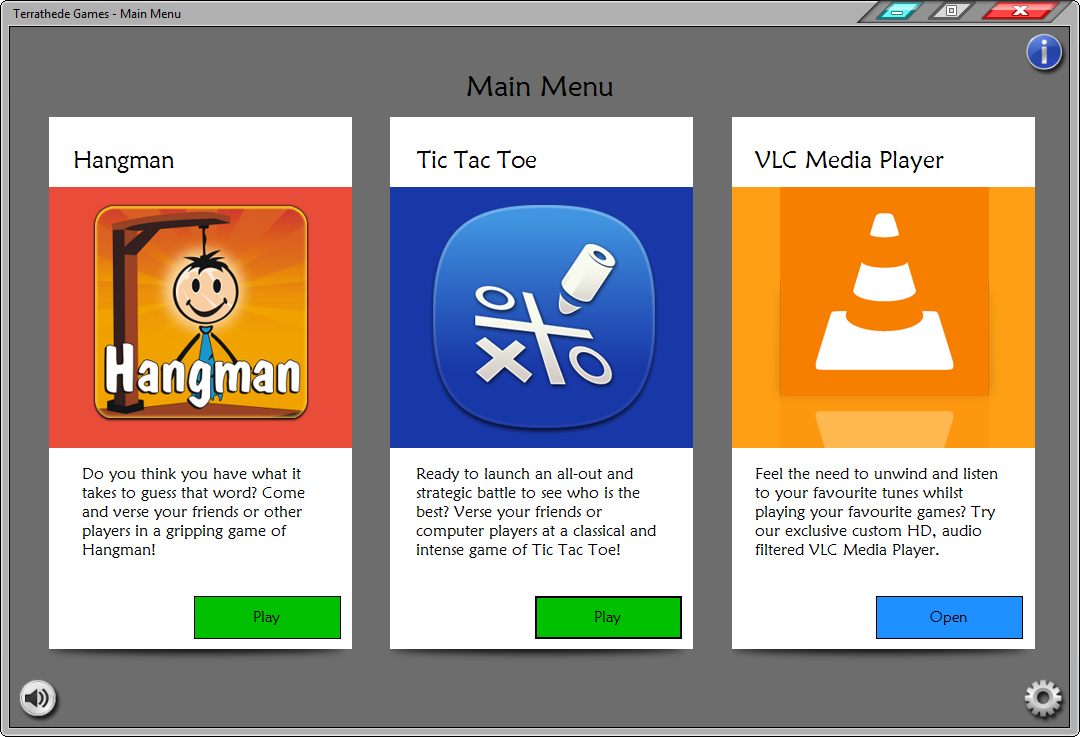 Terrathede Games - Main Menu
Main Menu
Hangman
Hangman
Do you think you have what it
takes to guess that word? Come
and verse your friends or other
players in a gripping game of
Hangman!
Play
Tic Tac Toe
Ready to launch an all-out and
strategic battle to see who is the
best? Verse your friends or
computer players at a classical and
intense game of Tic Tac Toe!
Play
VLC Media Player
Feel the need to unwind and listen
to your favourite tunes whilst
playing your favourite games? Try
our exclusive custom HD, audio
filtered VLC Media Player.
Open